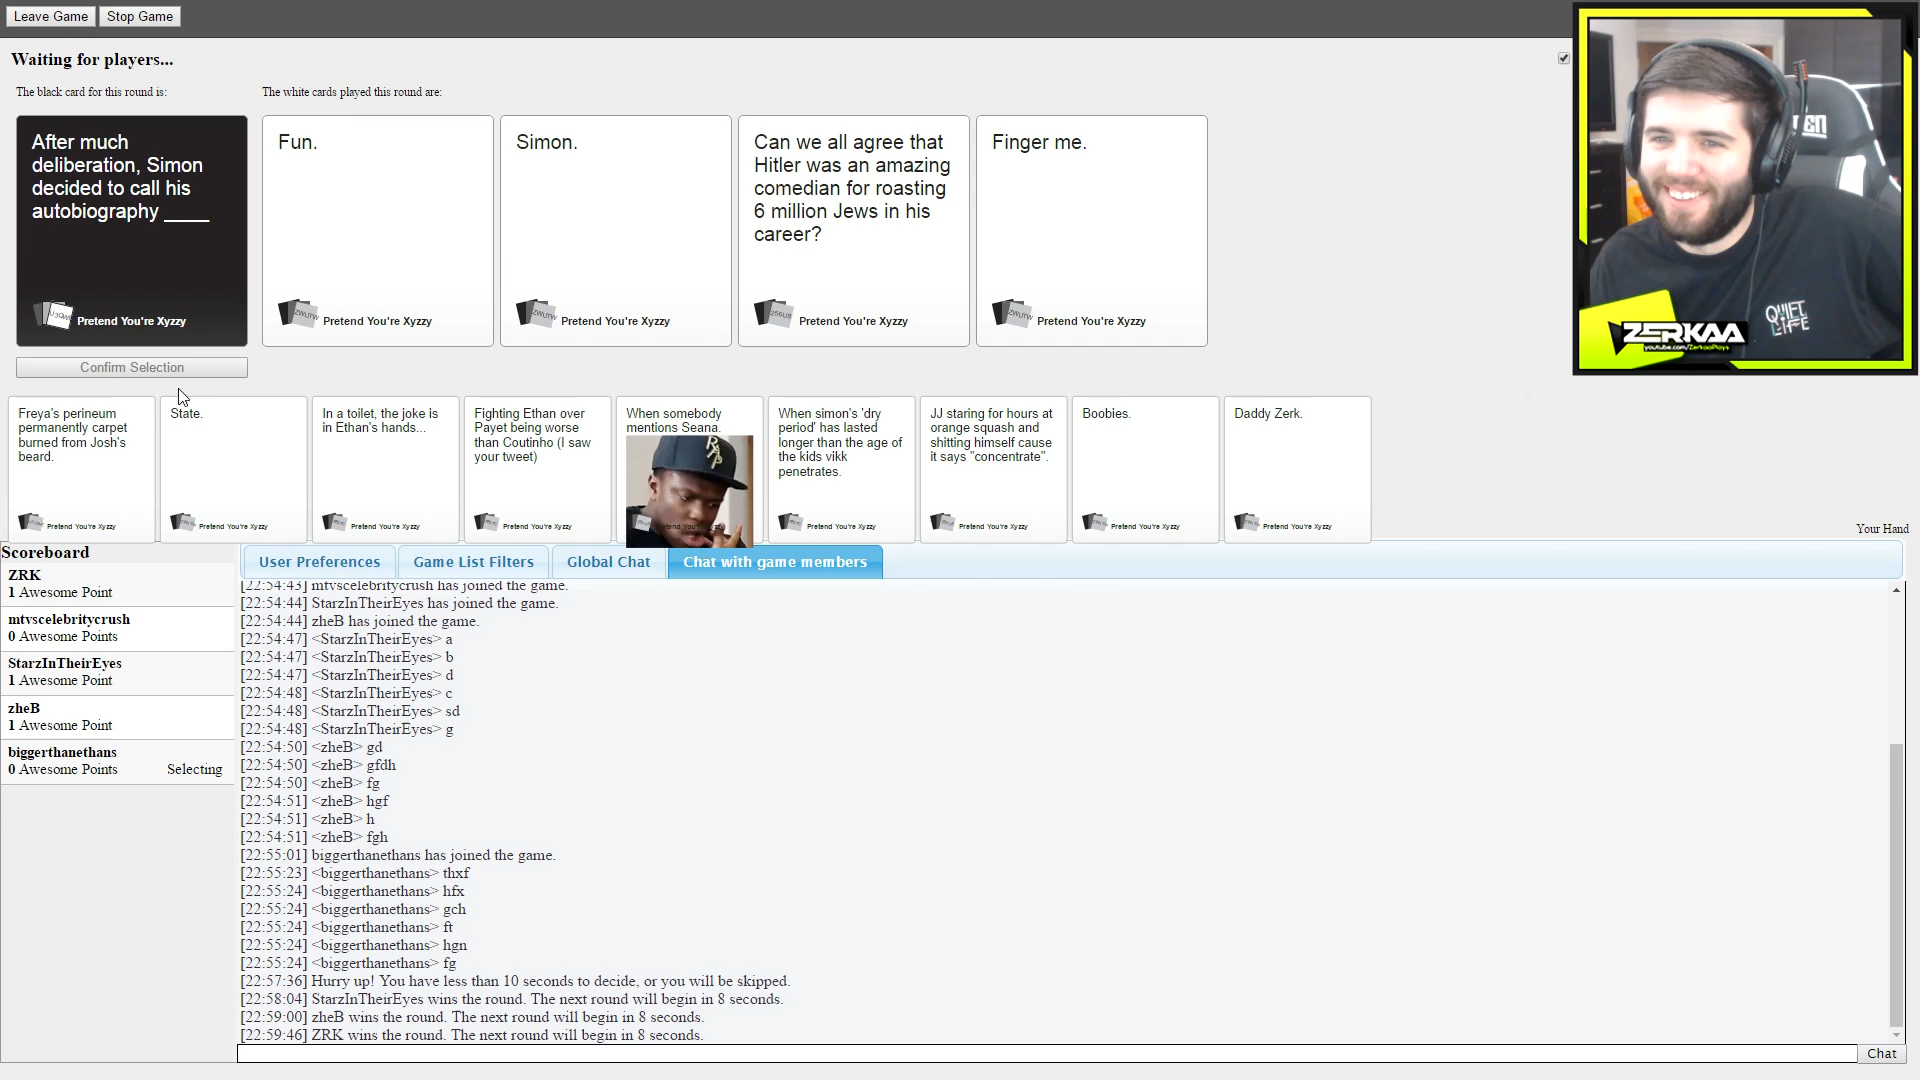 Leave Game
Stop Game
Waiting for players...
The black card for this round is:
The white cards played this round are:
After much
deliberation, Simon
decided to call his
autobiography ____
Pretend You're Xyzzy
Fun.
Pretend You're Xyzzy
Simon.
Pretend You're Xyzzy
Can we all agree that
Hitler was an amazing
comedian for roasting
6 million Jews in his
career?
Pretend You're Xyzzy
Finger me.
Pretend You're Xyzzy
QUIET
LIFE
ZERKAA
youtube.com/ZerkaaPlays
Confirm Selection
Freya's perineum
permanently carpet
burned from Josh's
beard.
Pretend You're Xyzzy
State.
Pretend You're Xyzzy
In a toilet, the joke is
in Ethan's hands...
Pretend You're Xyzzy
Fighting Ethan over
Payet being worse
than Coutinho (I saw
your tweet)
Pretend You're Xyzzy
When somebody
mentions Seana.
Pretend You're Xyzzy
When simon's 'dry
period' has lasted
longer than the age of
the kids vikk
penetrates.
Pretend You're Xyzzy
JJ staring for hours at
orange squash and
shitting himself cause
it says "concentrate".
Pretend You're Xyzzy
Boobies.
Pretend You're Xyzzy
Daddy Zerk.
Pretend You're Xyzzy
Your Hand
Scoreboard
ZRK
1 Awesome Point
mtvscelebritycrush
0 Awesome Points
StarzInTheirEyes
1 Awesome Point
zheB
1 Awesome Point
biggerthanethans
0 Awesome Points Selecting
User Preferences
Game List Filters
Global Chat
Chat with game members
[22:54:43] mtvscelebritycrush has joined the game.
[22:54:44] StarzInTheirEyes has joined the game.
[22:54:44] zheB has joined the game.
[22:54:47] <StarzInTheirEyes> a
[22:54:47] <StarzInTheirEyes> b
[22:54:47] <StarzInTheirEyes> d
[22:54:48] <StarzInTheirEyes> c
[22:54:48] <StarzInTheirEyes> sd
[22:54:48] <StarzInTheirEyes> g
[22:54:50] <zheB> gd
[22:54:50] <zheB> gfdh
[22:54:50] <zheB> fg
[22:54:51] <zheB> hgf
[22:54:51] <zheB> h
[22:54:51] <zheB> fgh
[22:55:01] biggerthanethans has joined the game.
[22:55:23] <biggerthanethans> thxf
[22:55:24] <biggerthanethans> hfx
[22:55:24] <biggerthanethans> gch
[22:55:24] <biggerthanethans> ft
[22:55:24] <biggerthanethans> hgn
[22:55:24] <biggerthanethans> fg
[22:57:36] Hurry up! You have less than 10 seconds to decide, or you will be skipped.
[22:58:04] StarzInTheirEyes wins the round. The next round will begin in 8 seconds.
[22:59:00] zheB wins the round. The next round will begin in 8 seconds.
[22:59:46] ZRK wins the round. The next round will begin in 8 seconds.
Chat